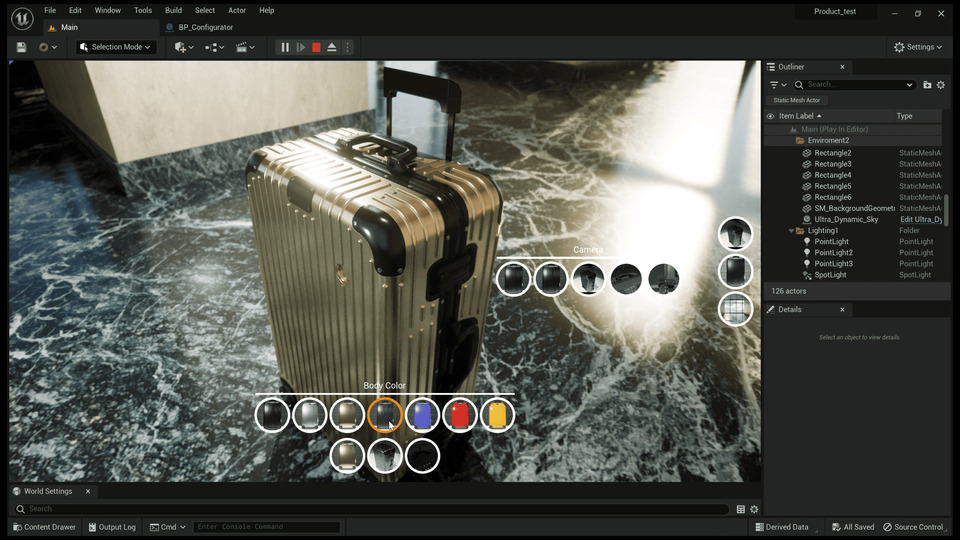 File Edit View Tools Build Select Actor Help
Product_test
Main
BP_Configurator
Selection Mode
Settings
Outliner
Search...
Static Mesh Actor
Item Label Type
Main (Play In Editor)
Enviroment2
Rectangle2 StaticMeshA
Rectangle3 StaticMeshA
Rectangle4 StaticMeshA
Rectangle5 StaticMeshA
Rectangle6 StaticMeshA
SM_BackgroundGeometr StaticMeshA
Ultra_Dynamic_Sky Edit Ultra_Dy
Lighting1 Folder
PointLight PointLight
PointLight2 PointLight
PointLight3 PointLight
SpotLight SpotLight
126 actors
Details
Select an object to view details.
Camera
Body Color
World Settings
Search
Content Drawer
Output Log
Cmd
Enter Console Command
Derived Data
All Saved
Source Control